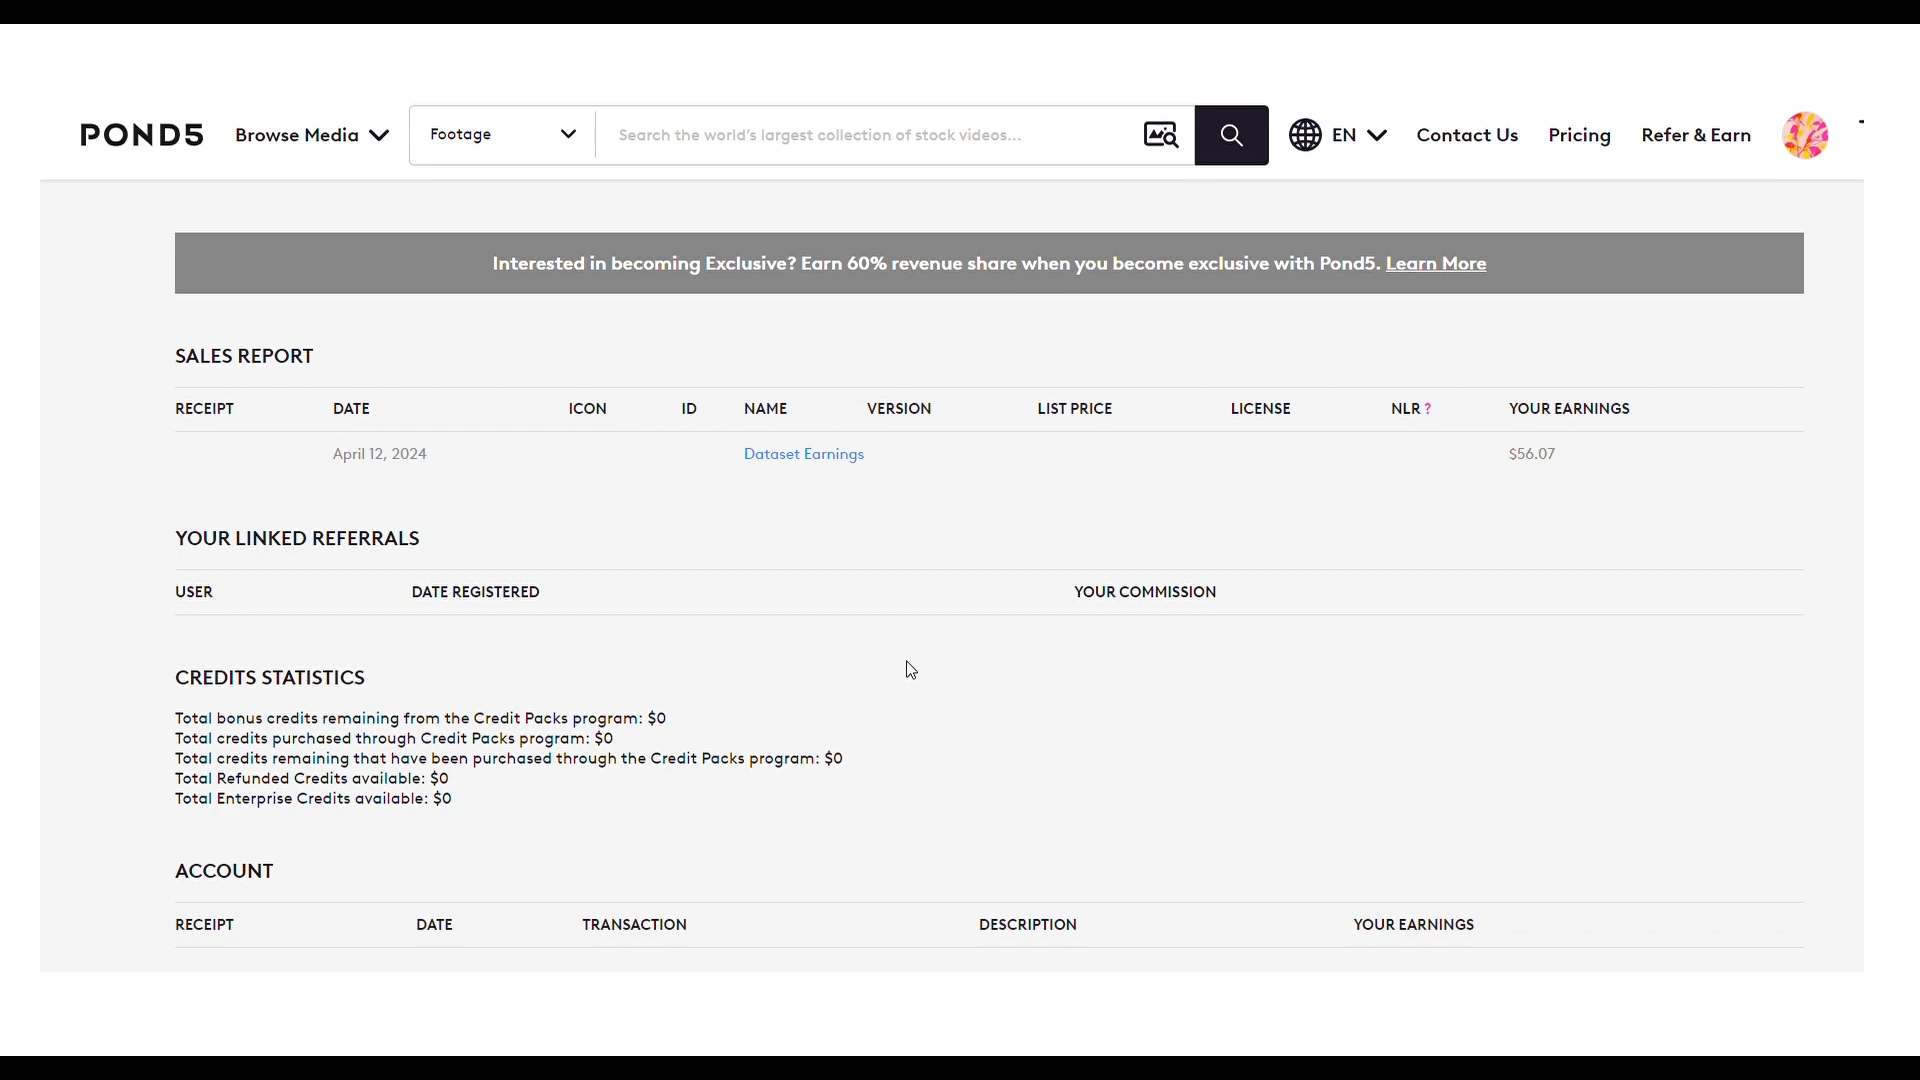 POND5
Browse Media
Footage
Search the world's largest collection of stock videos...
EN
Contact Us
Pricing
Refer & Earn
Interested in becoming Exclusive? Earn 60% revenue share when you become exclusive with Pond5. Learn More
SALES REPORT
RECEIPT DATE ICON ID NAME VERSION LIST PRICE LICENSE NLR ? YOUR EARNINGS
April 12, 2024 Dataset Earnings $56.07
YOUR LINKED REFERRALS
USER DATE REGISTERED YOUR COMMISSION
CREDITS STATISTICS
Total bonus credits remaining from the Credit Packs program: $0
Total credits purchased through Credit Packs program: $0
Total credits remaining that have been purchased through the Credit Packs program: $0
Total Refunded Credits available: $0
Total Enterprise Credits available: $0
ACCOUNT
RECEIPT DATE TRANSACTION DESCRIPTION YOUR EARNINGS